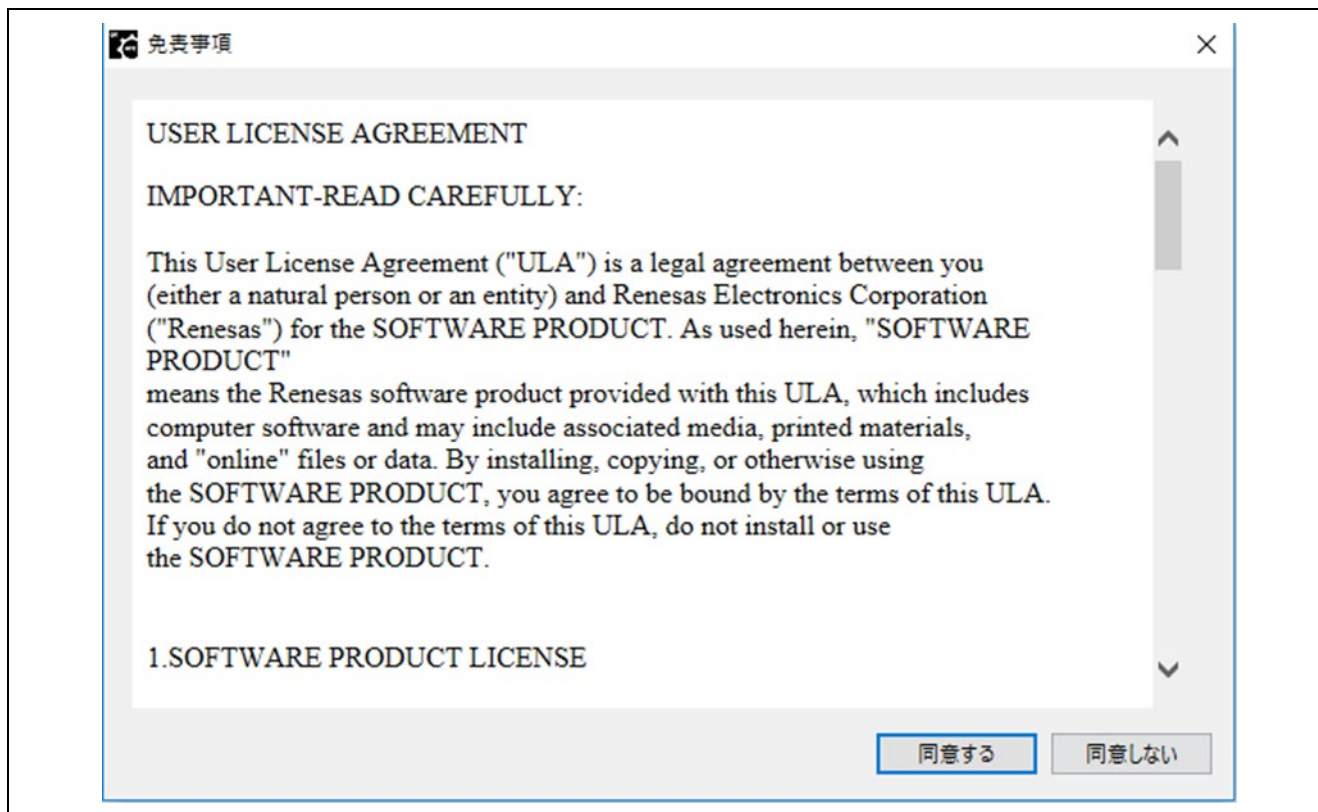 免責事項
USER LICENSE AGREEMENT
IMPORTANT-READ CAREFULLY:
This User License Agreement ("ULA") is a legal agreement between you
(either a natural person or an entity) and Renesas Electronics Corporation
("Renesas") for the SOFTWARE PRODUCT. As used herein, "SOFTWARE
PRODUCT"
means the Renesas software product provided with this ULA, which includes
computer software and may include associated media, printed materials,
and "online" files or data. By installing, copying, or otherwise using
the SOFTWARE PRODUCT, you agree to be bound by the terms of this ULA.
If you do not agree to the terms of this ULA, do not install or use
the SOFTWARE PRODUCT.
1.SOFTWARE PRODUCT LICENSE
同意する
同意しない